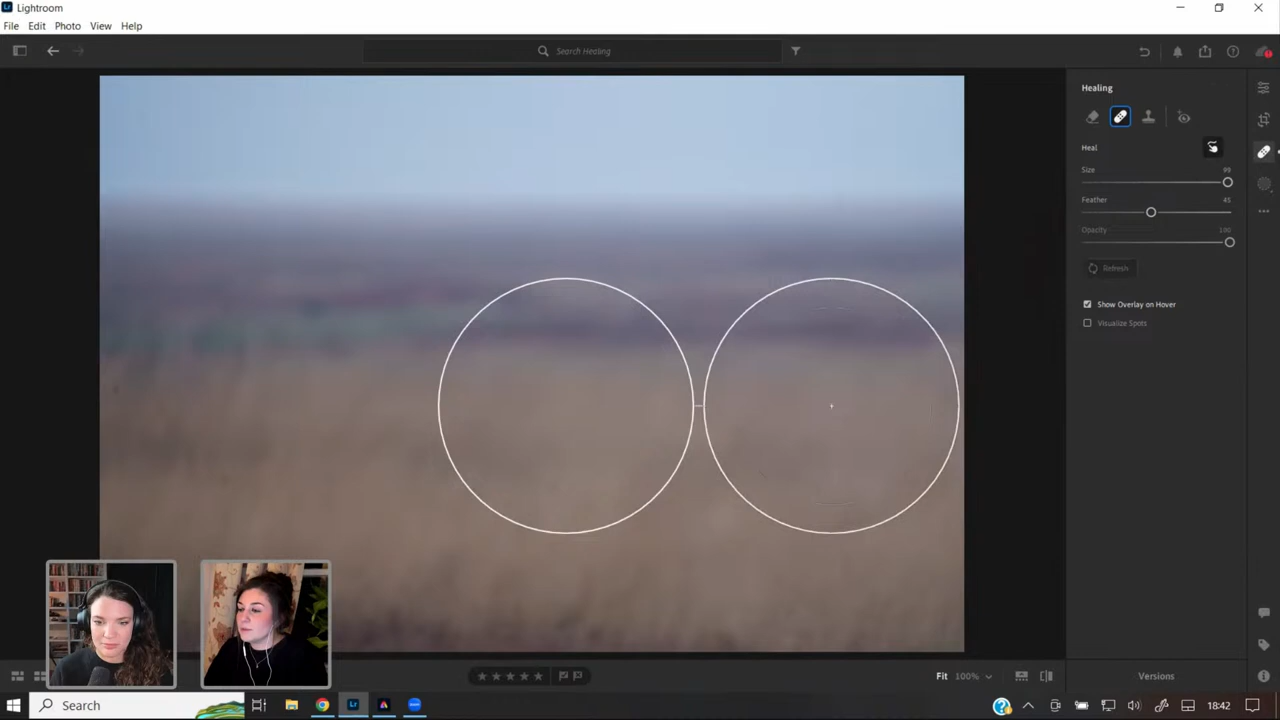 Lightroom
File Edit Photo View Help
Search Healing
Healing
Heal
Size 99
Feather 45
Opacity 100
Refresh
Show Overlay on Hover
Visualize Spots
Fit 100%
Versions
Search
18:42